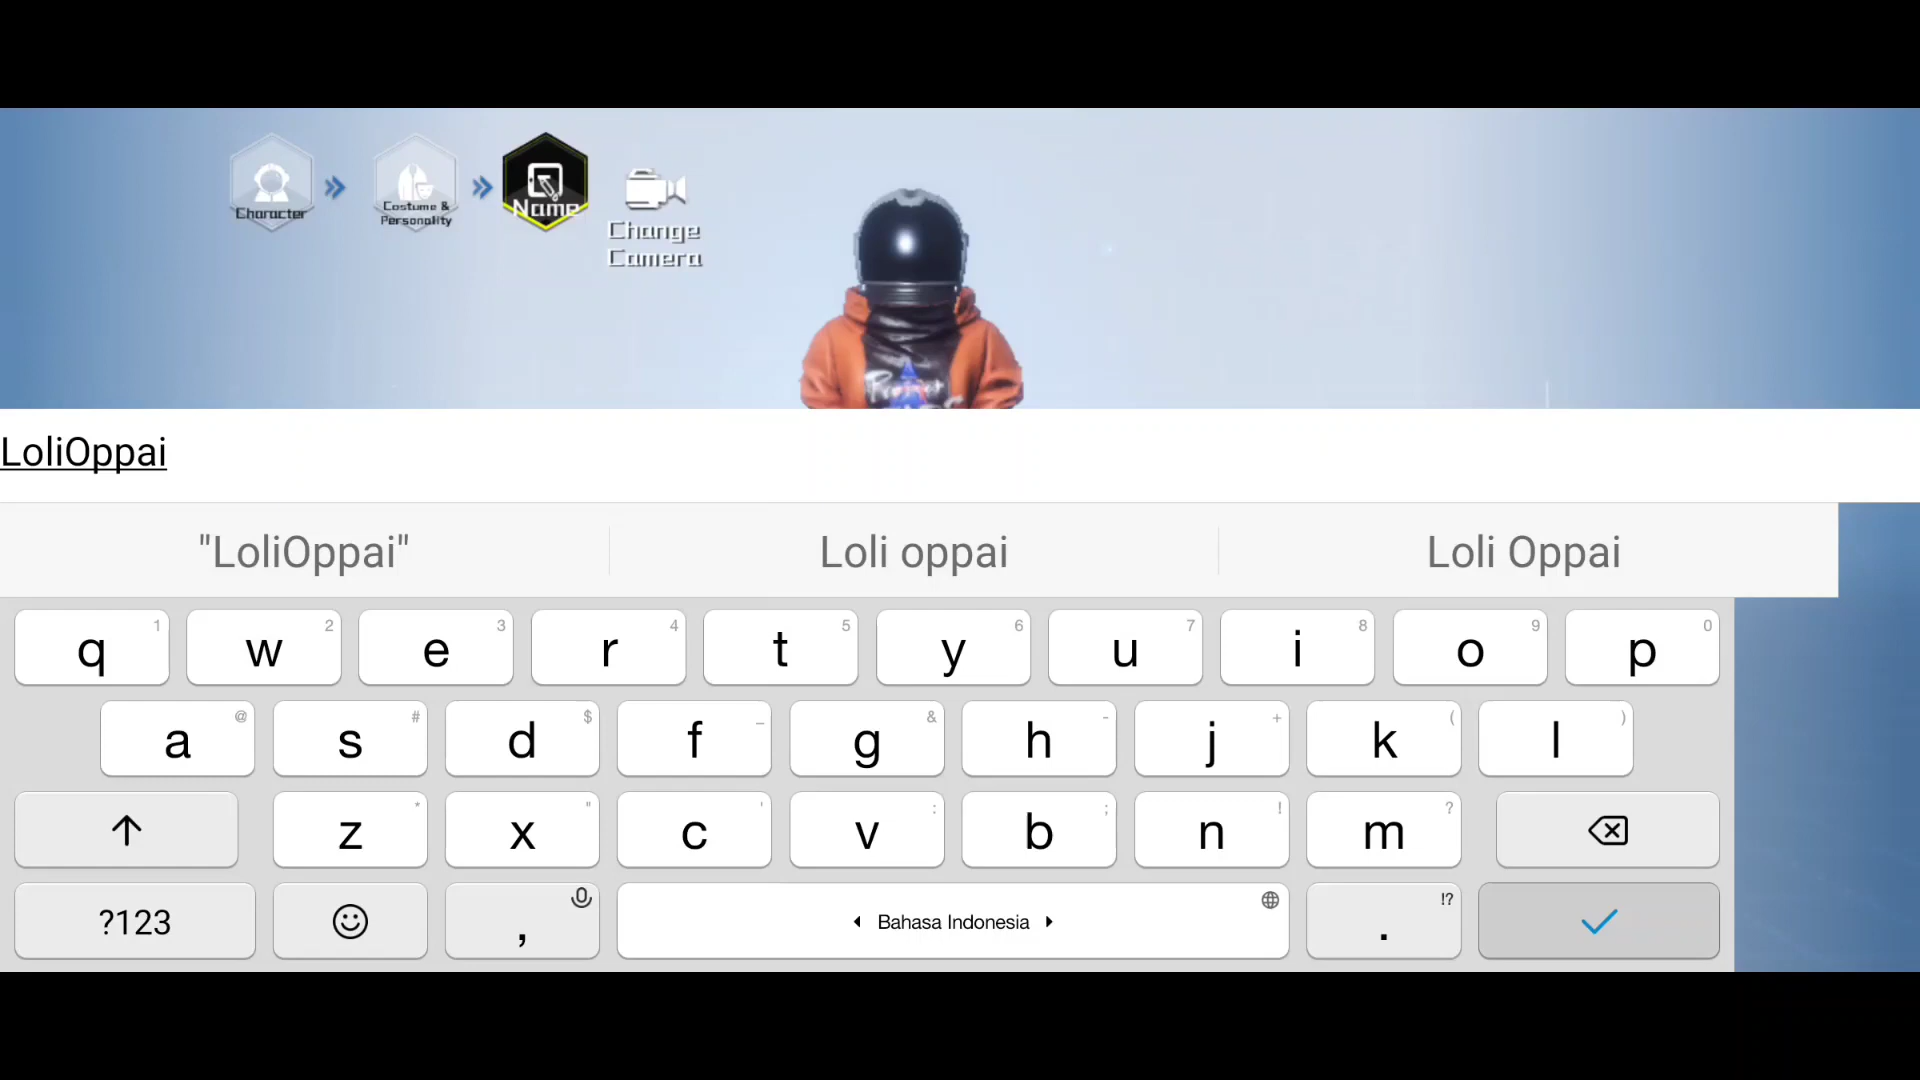 Character
Costume &
Personality
Name
Change
Camera
Project
LoliOppai
"LoliOppai" Loli oppai Loli Oppai
1 2 3 4 5 6 7 8 9 0
q w e r t y u i o p
@ # $ _ & - + ( )
a s d f g h j k l
* " ' : ; ! ?
z x c v b n m
?123 , Bahasa Indonesia . !?